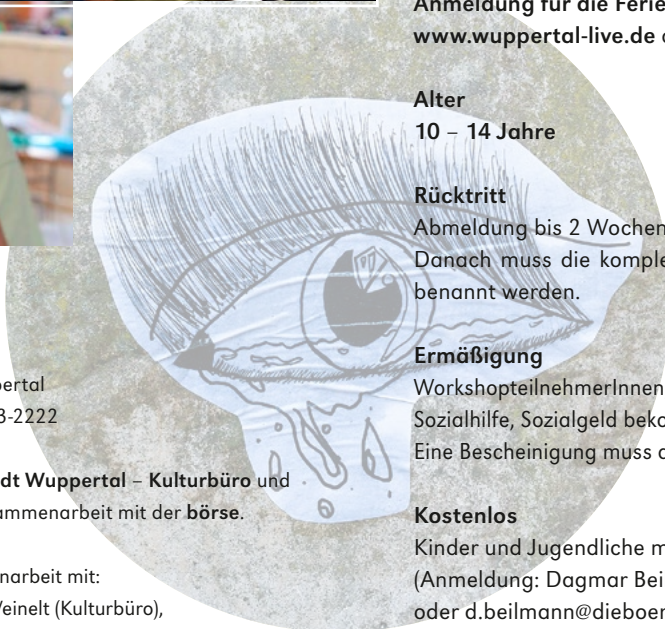 pertal
3-2222
dt Wuppertal – Kulturbüro und
ammenarbeit mit der börse.
narbeit mit:
Veinelt (Kulturbüro),
Anmeldung für die Ferie
www.wuppertal-live.de
Alter
10 – 14 Jahre
Rücktritt
Abmeldung bis 2 Wochen
Danach muss die komple
benannt werden.
Ermäßigung
WorkshopteilnehmerInnen
Sozialhilfe, Sozialgeld beko
Eine Bescheinigung muss
Kostenlos
Kinder und Jugendliche m
(Anmeldung: Dagmar Bei
oder d.beilmann@dieboer